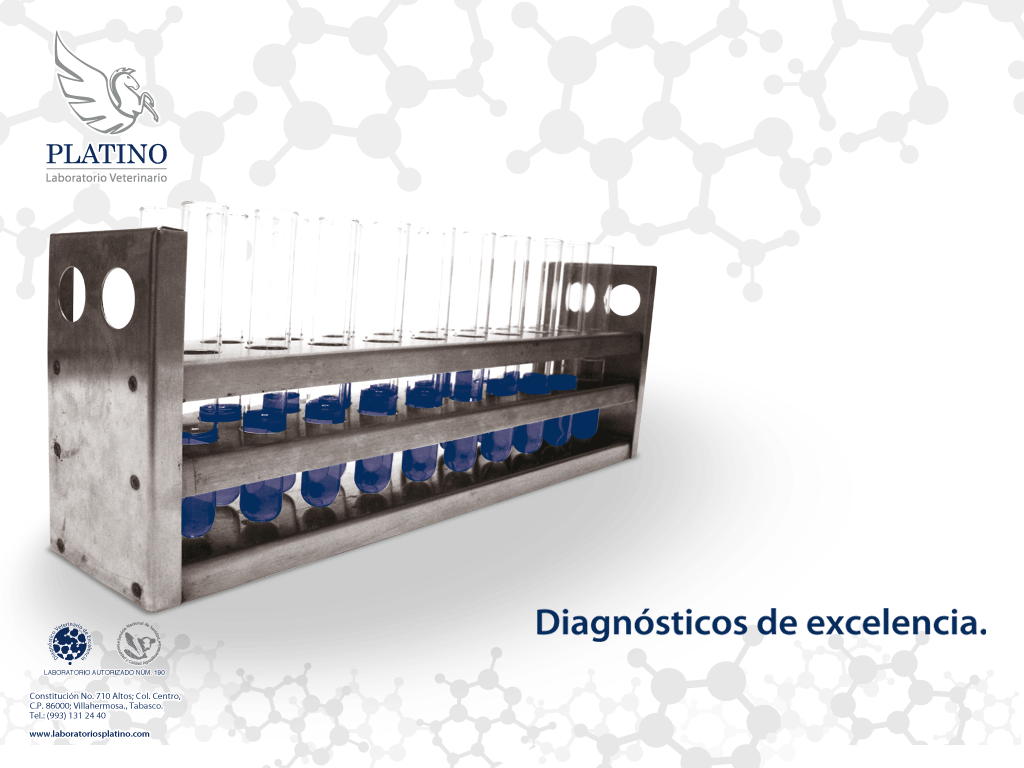 PLATINO
Laboratorio Veterinario
Diagnósticos de excelencia.
LABORATORIO AUTORIZADO NÚM. 190
Constitución No. 710 Altos; Col. Centro,
C.P. 86000; Villahermosa., Tabasco.
Tel.: (993) 131 24 40
www.laboratoriosplatino.com